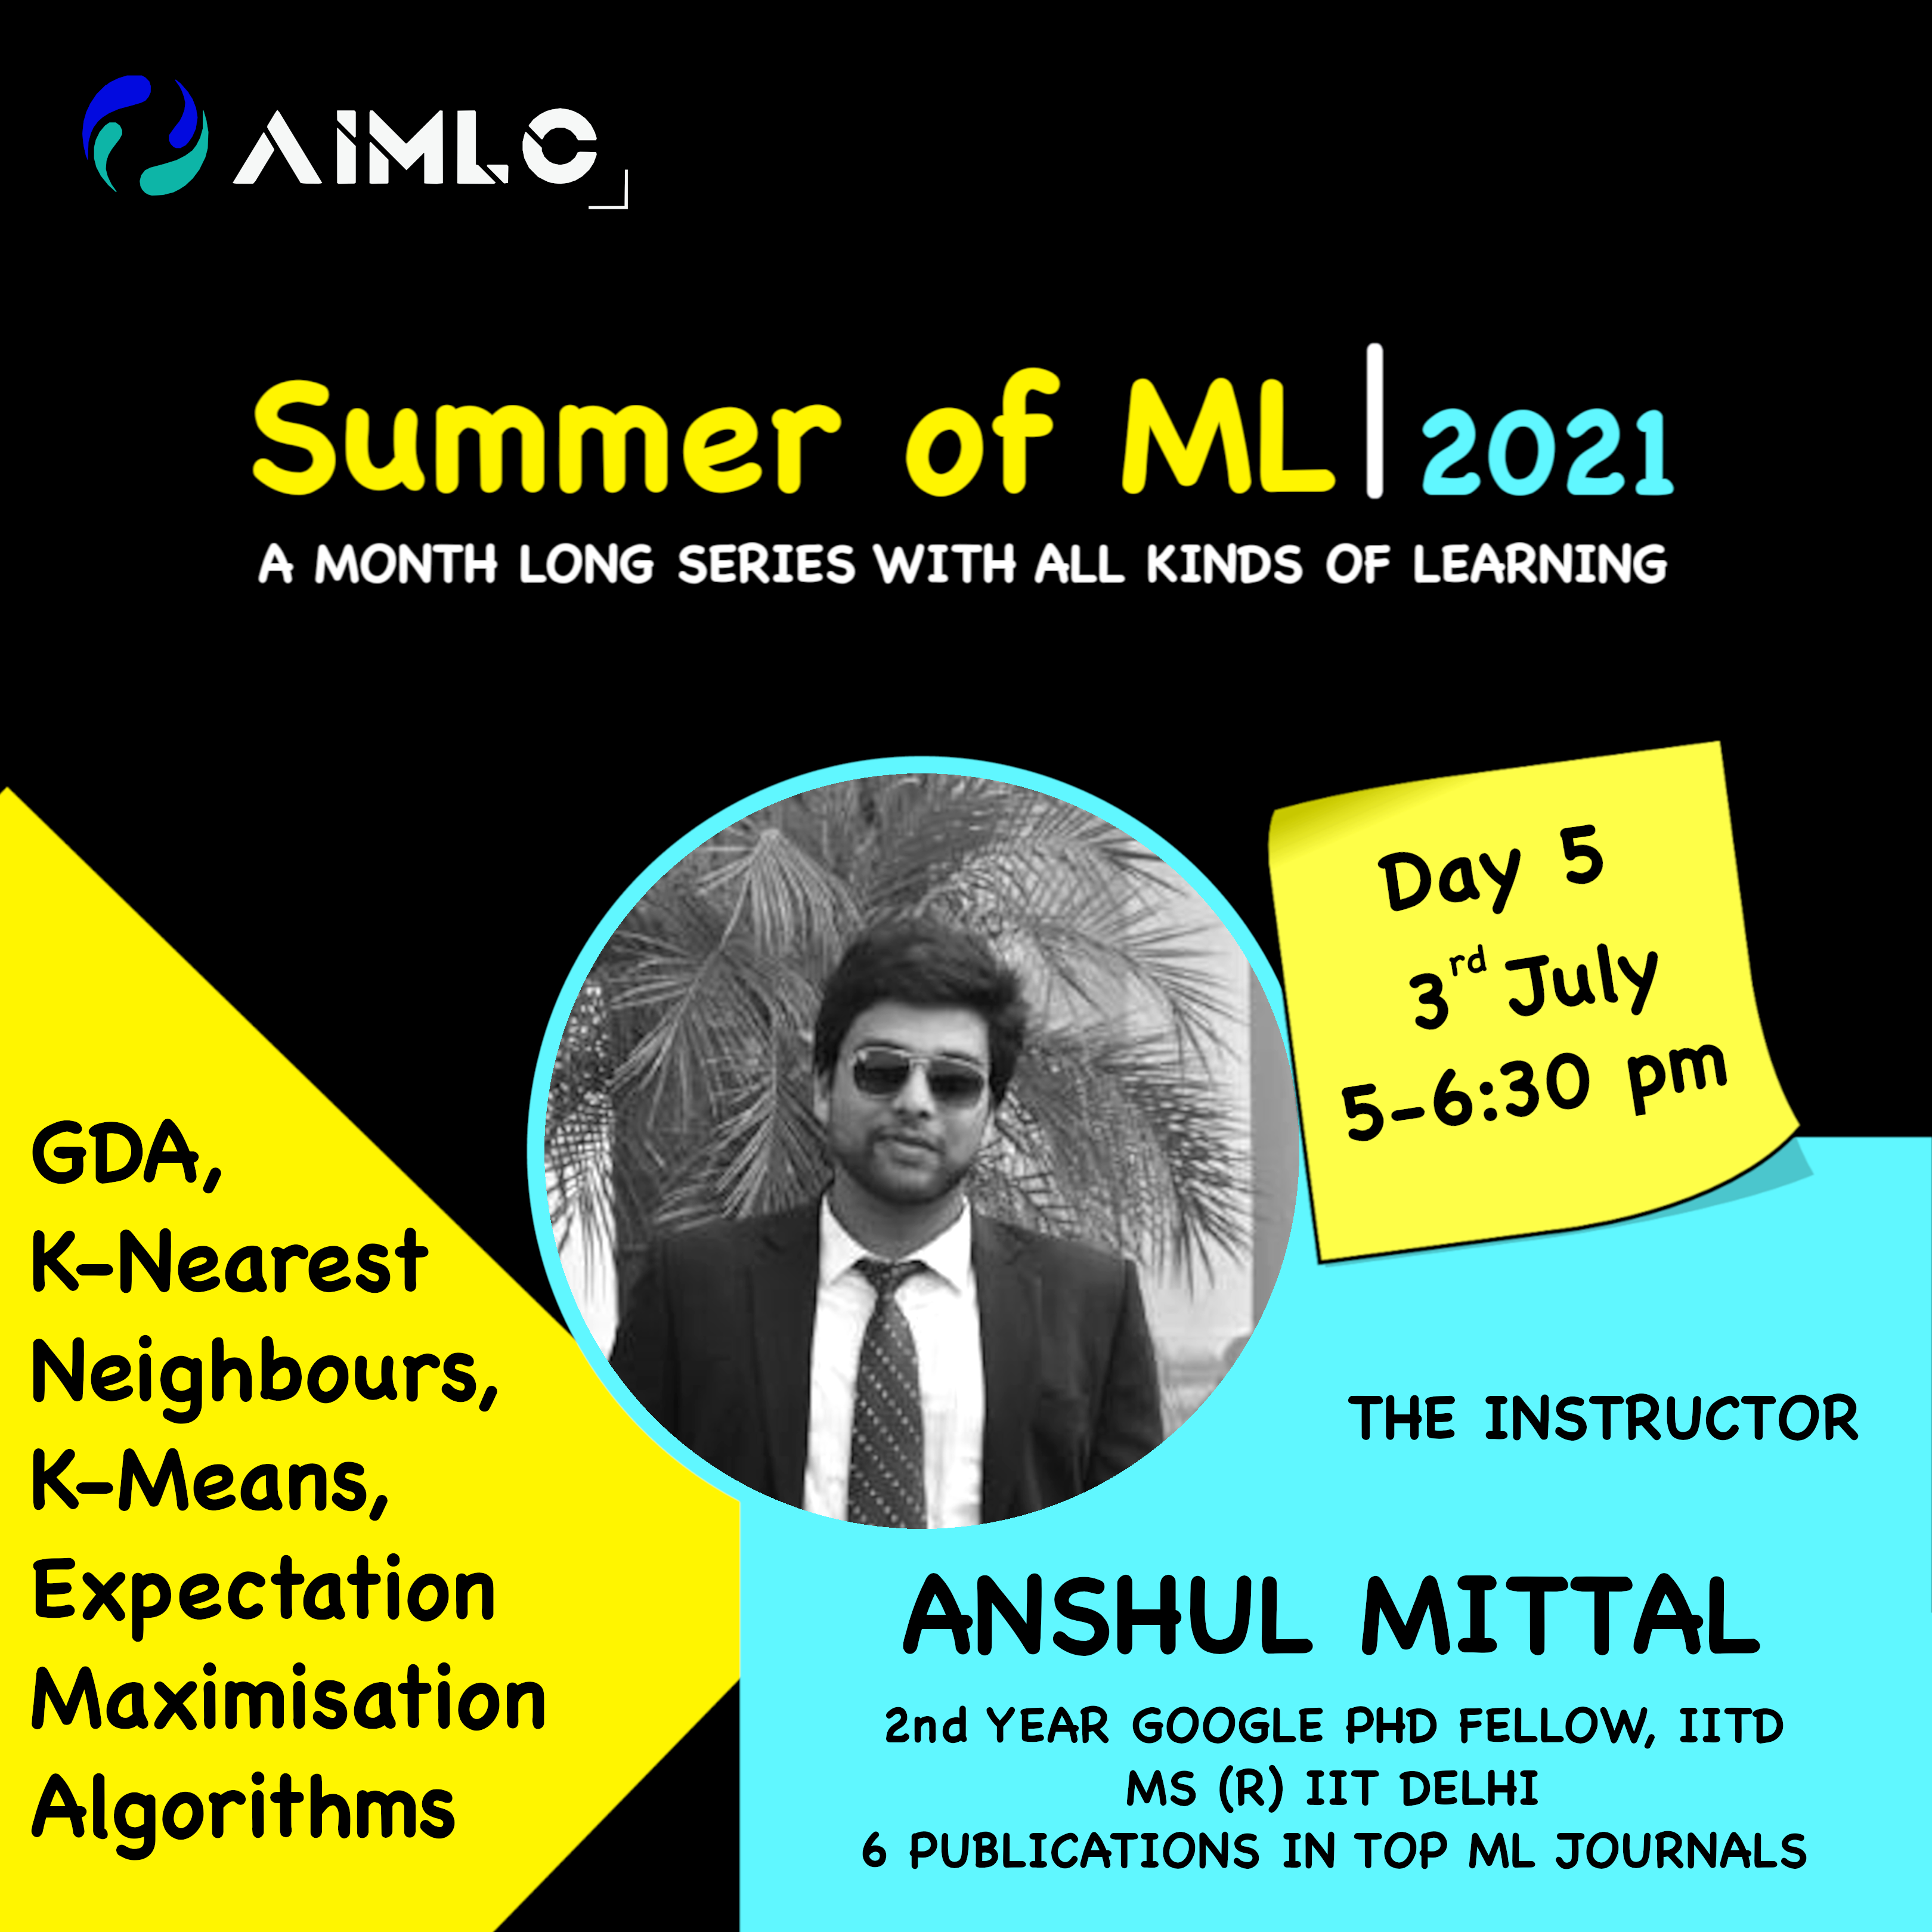 AIMLC
Summer of ML 2021
A MONTH LONG SERIES WITH ALL KINDS OF LEARNING
Day 5
3rd July
5-6:30 pm
GDA,
K-Nearest
Neighbours,
K-Means,
Expectation
Maximisation
Algorithms
THE INSTRUCTOR
ANSHUL MITTAL
2nd YEAR GOOGLE PHD FELLOW, IITD
MS (R) IIT DELHI
6 PUBLICATIONS IN TOP ML JOURNALS